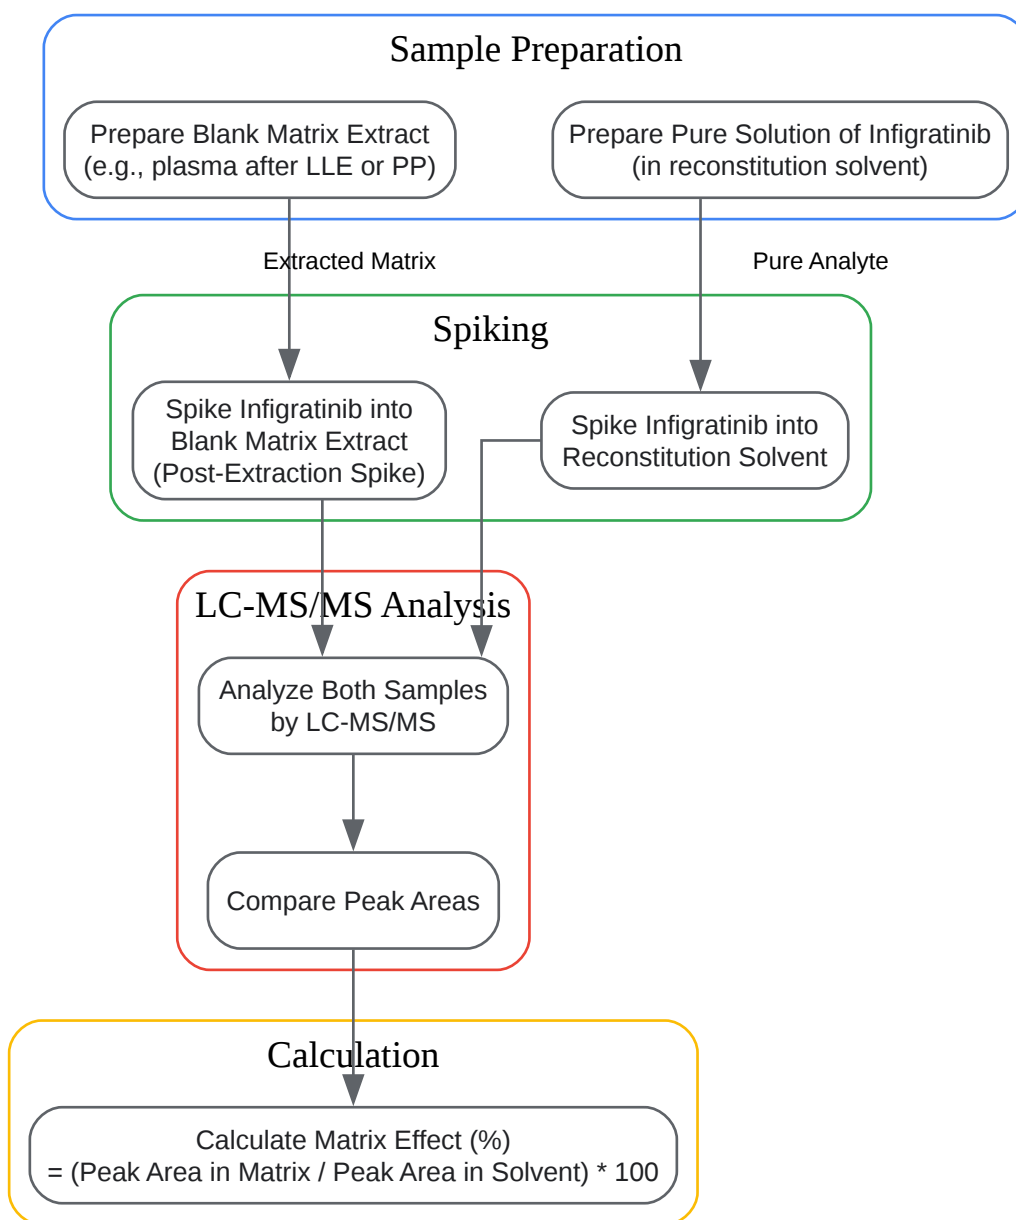 Sample Preparation
Prepare Blank Matrix Extract
(e.g., plasma after LLE or PP)
Prepare Pure Solution of Infigratinib
(in reconstitution solvent)
Extracted Matrix
Pure Analyte
Spiking
Spike Infigratinib into
Blank Matrix Extract
(Post-Extraction Spike)
Spike Infigratinib into
Reconstitution Solvent
LC-MS/MS Analysis
Analyze Both Samples
by LC-MS/MS
Compare Peak Areas
Calculation
Calculate Matrix Effect (%)
= (Peak Area in Matrix / Peak Area in Solvent) * 100